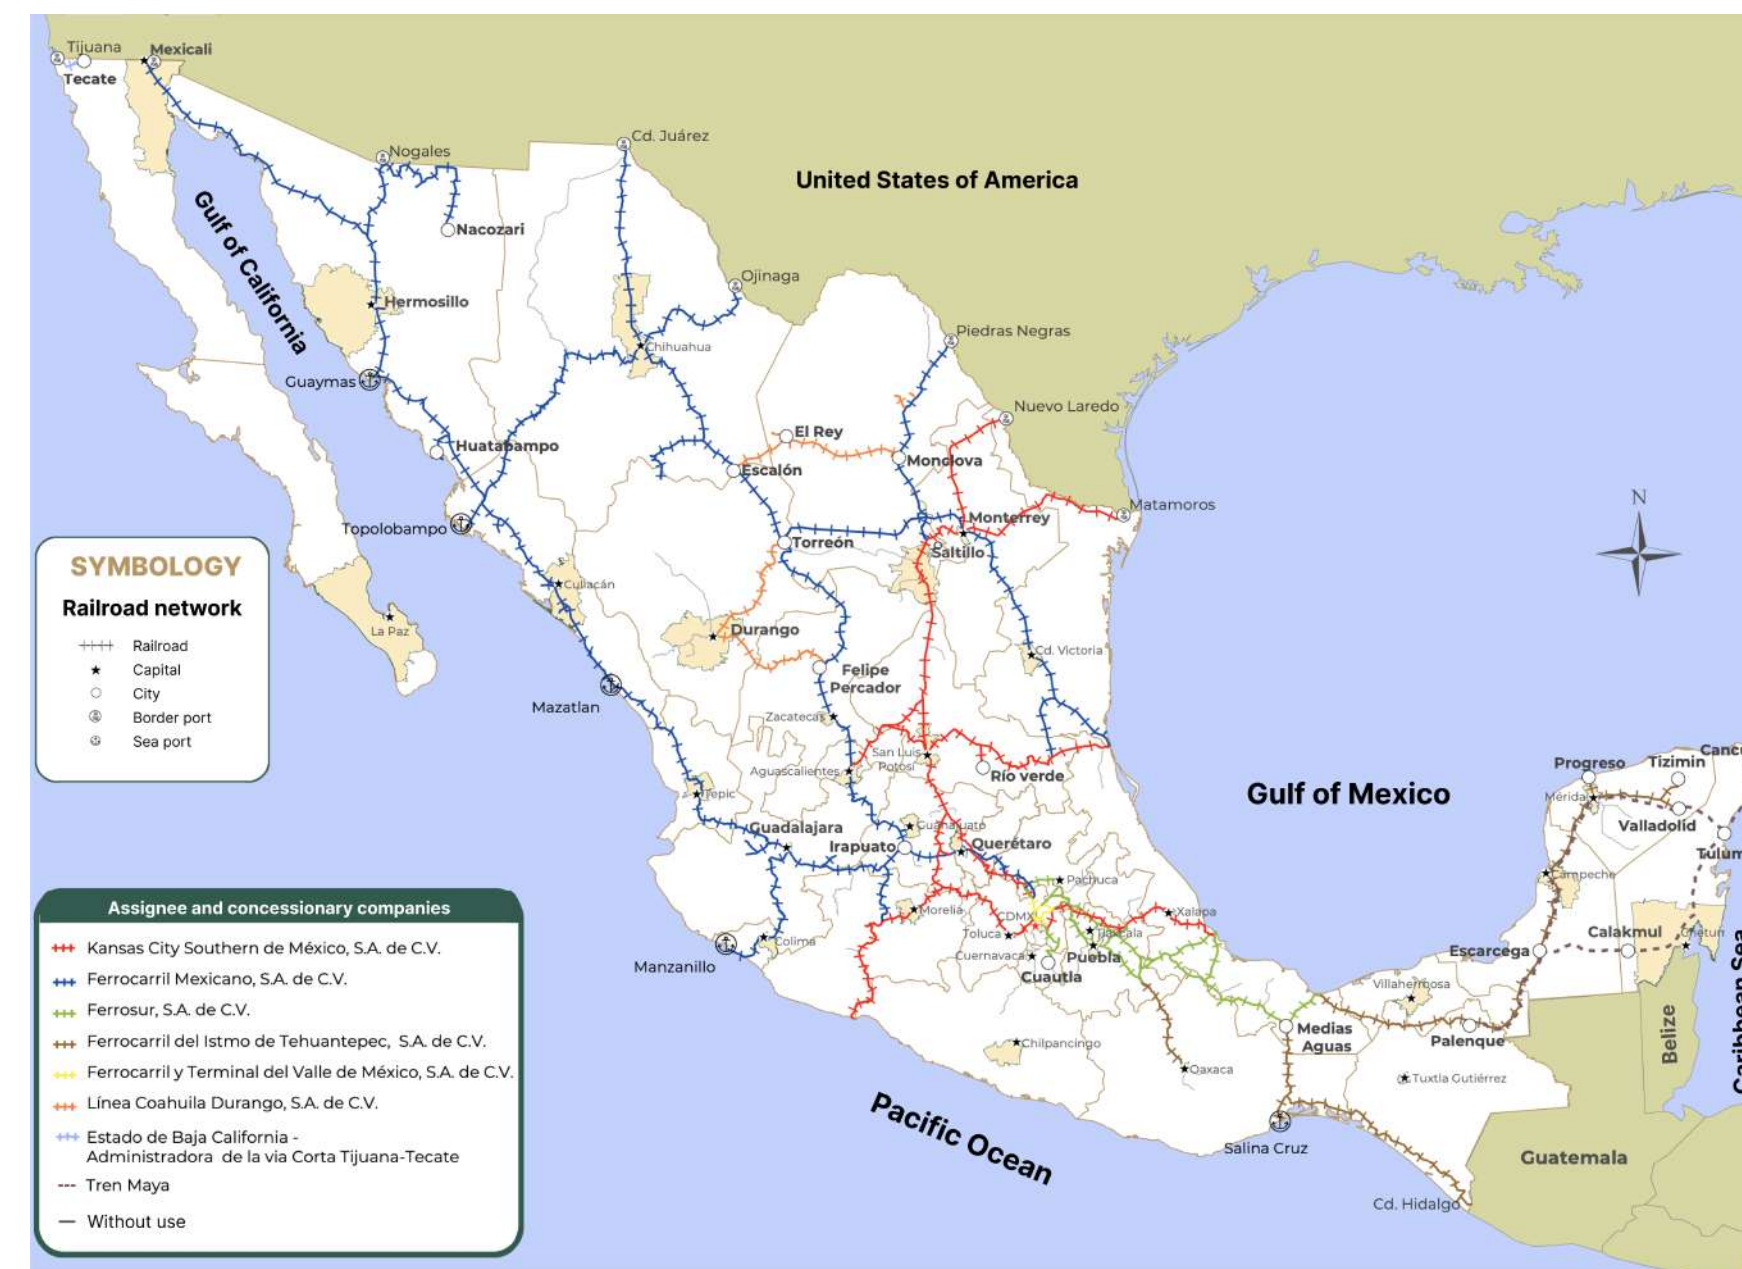 Tijuana
Mexicali
Tecate
Nogales
Cd. Juárez
United States of America
Nacozari
Gulf of California
Ojinaga
Hermosillo
Chihuahua
Piedras Negras
Guaymas
Nuevo Laredo
El Rey
Huatabampo
Monclova
Escalón
Topolobampo
Matamoros
Monterrey
N
Torreón
Saltillo
SYMBOLOGY
Railroad network
Railroad
Capital
City
Border port
Sea port
Culiacán
La Paz
Durango
Cd. Victoria
Felipe
Percador
Mazatlan
Zacatecas
San Luis
Potosí
Aguascalientes
Río verde
Tepic
Gulf of Mexico
Progreso
Tizimin
Mérida
Valladolid
Guadalajara
Guanajuato
Irapuato
Querétaro
Pachuca
Campeche
Morelia
CDMX
Xalapa
Toluca
Tlaxcala
Colima
Cuernavaca
Puebla
Cuautla
Manzanillo
Escarcega
Calakmul
Villahermosa
Medias
Aguas
Palenque
Belize
Chilpancingo
Oaxaca
Tuxtla Gutiérrez
Pacific Ocean
Salina Cruz
Guatemala
Cd. Hidalgo
Assignee and concessionary companies
Kansas City Southern de México, S.A. de C.V.
Ferrocarril Mexicano, S.A. de C.V.
Ferrosur, S.A. de C.V.
Ferrocarril del Istmo de Tehuantepec, S.A. de C.V.
Ferrocarril y Terminal del Valle de México, S.A. de C.V.
Línea Coahuila Durango, S.A. de C.V.
Estado de Baja California -
Administradora de la via Corta Tijuana-Tecate
Tren Maya
Without use